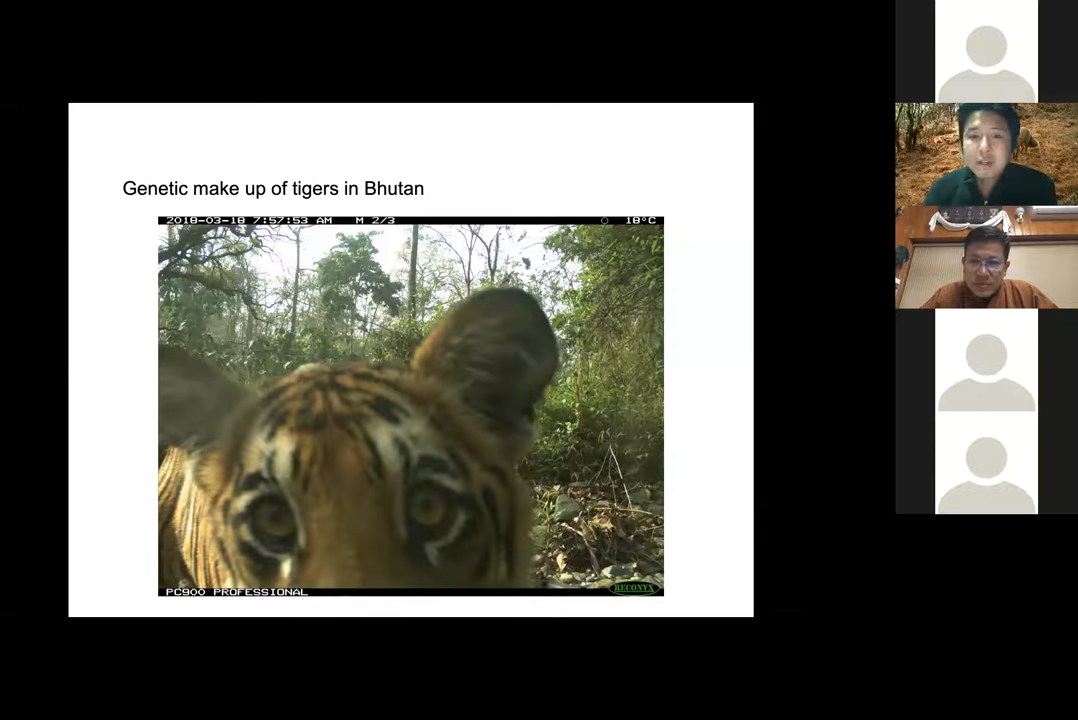 Genetic make up of tigers in Bhutan
2018-03-18 7:57:53 AM M 2/3 18°C
PC900 PROFESSIONAL
RECONYX